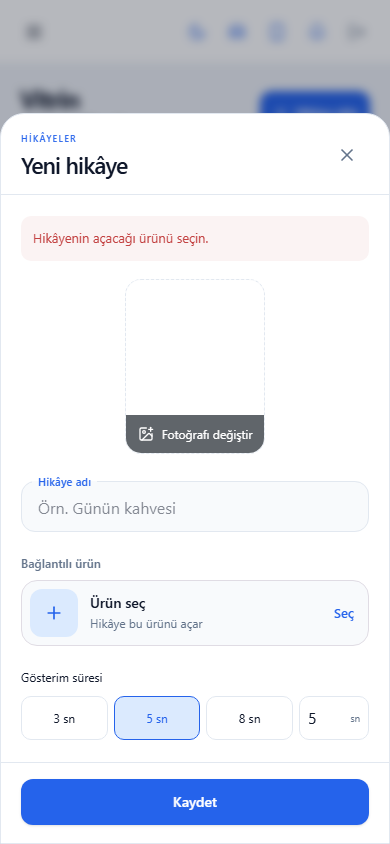 Vitrin
HİKÂYELER
Yeni hikâye
Hikâyenin açacağı ürünü seçin.
Fotoğrafı değiştir
Hikâye adı
Örn. Günün kahvesi
Bağlantılı ürün
Ürün seç
Hikâye bu ürünü açar
Seç
Gösterim süresi
3 sn
5 sn
8 sn
5 sn
Kaydet